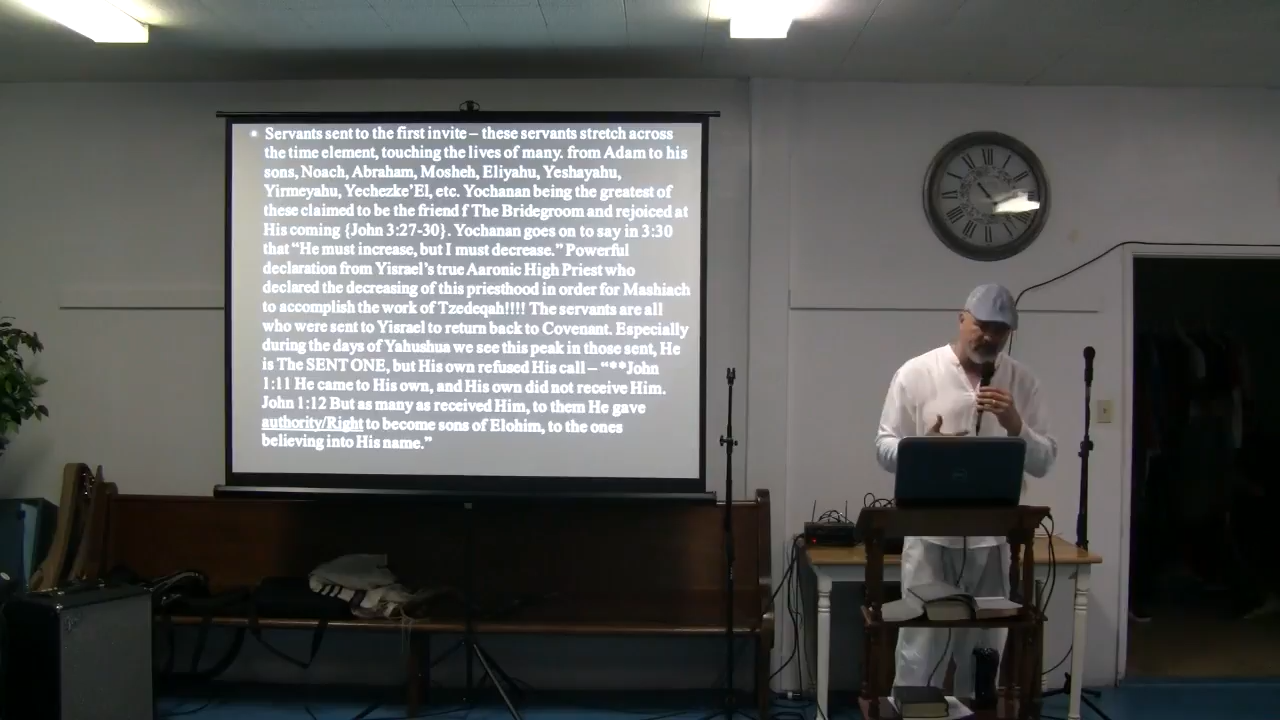 Servants sent to the first invite – these servants stretch across
the time element, touching the lives of many. from Adam to his
sons, Noach, Abraham, Mosheh, Eliyahu, Yeshayahu,
Yirmeyahu, Yechezke'El, etc. Yochanan being the greatest of
these claimed to be the friend f The Bridegroom and rejoiced at
His coming {John 3:27-30}. Yochanan goes on to say in 3:30
that “He must increase, but I must decrease.” Powerful
declaration from Yisrael's true Aaronic High Priest who
declared the decreasing of this priesthood in order for Mashiach
to accomplish the work of Tzedeqah!!!! The servants are all
who were sent to Yisrael to return back to Covenant. Especially
during the days of Yahushua we see this peak in those sent, He
is The SENT ONE, but His own refused His call – “**John
1:11 He came to His own, and His own did not receive Him.
John 1:12 But as many as received Him, to them He gave
authority/Right to become sons of Elohim, to the ones
believing into His name.”